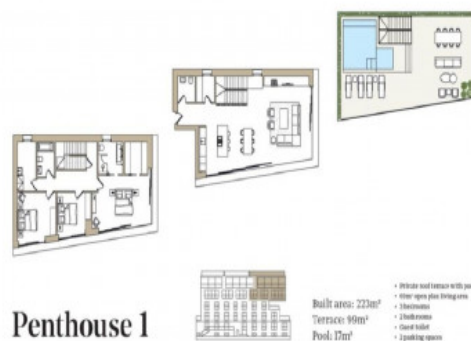 Penthouse 1
Built area: 223m²
Terrace: 99m²
Pool: 17m²
• Private roof terrace with
• open plan living area
• 3 bedrooms
• 2 bathrooms
• Guest toilet
• 2 parking spaces